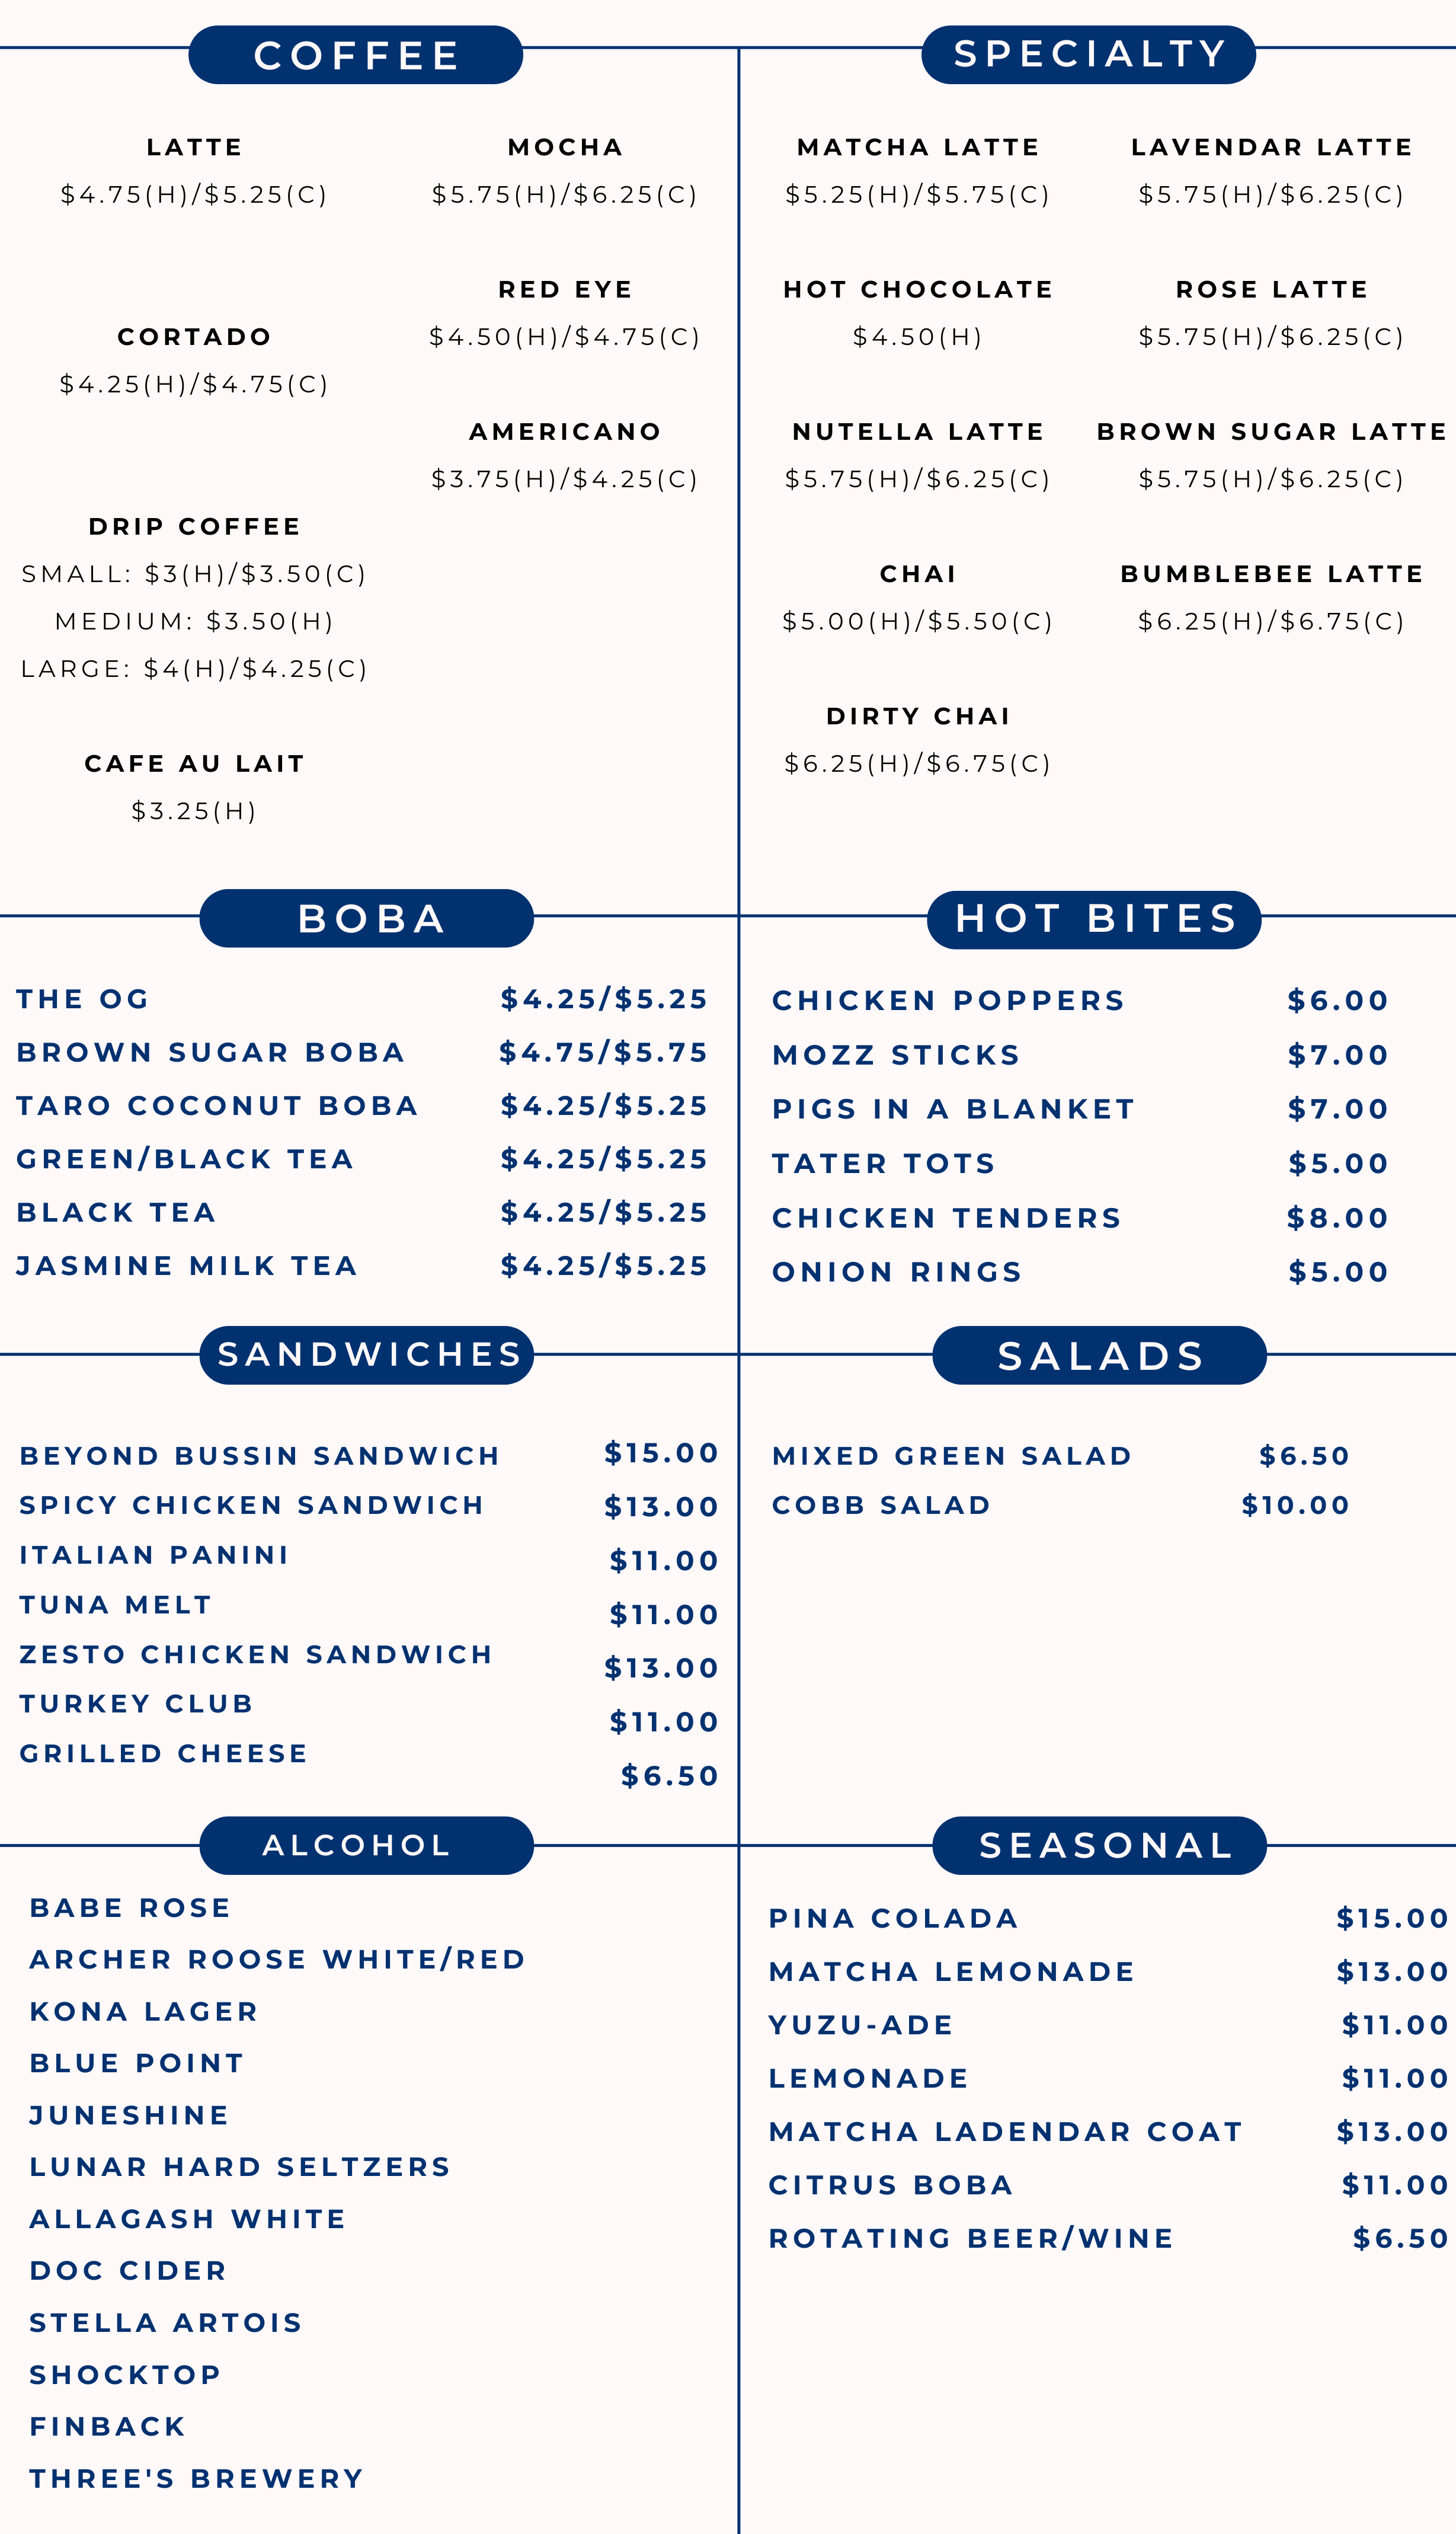 COFFEE
LATTE
$4.75(H)/$5.25(C)
CORTADO
$4.25(H)/$4.75(C)
DRIP COFFEE
SMALL: $3(H)/$3.50(C)
MEDIUM: $3.50(H)
LARGE: $4(H)/$4.25(C)
CAFE AU LAIT
$3.25(H)
MOCHA
$5.75(H)/$6.25(C)
RED EYE
$4.50(H)/$4.75(C)
AMERICANO
$3.75(H)/$4.25(C)
SPECIALTY
MATCHA LATTE
$5.25(H)/$5.75(C)
HOT CHOCOLATE
$4.50(H)
NUTELLA LATTE
$5.75(H)/$6.25(C)
CHAI
$5.00(H)/$5.50(C)
DIRTY CHAI
$6.25(H)/$6.75(C)
LAVENDAR LATTE
$5.75(H)/$6.25(C)
ROSE LATTE
$5.75(H)/$6.25(C)
BROWN SUGAR LATTE
$5.75(H)/$6.25(C)
BUMBLEBEE LATTE
$6.25(H)/$6.75(C)
BOBA
THE OG $4.25/$5.25
BROWN SUGAR BOBA $4.75/$5.75
TARO COCONUT BOBA $4.25/$5.25
GREEN/BLACK TEA $4.25/$5.25
BLACK TEA $4.25/$5.25
JASMINE MILK TEA $4.25/$5.25
HOT BITES
CHICKEN POPPERS $6.00
MOZZ STICKS $7.00
PIGS IN A BLANKET $7.00
TATER TOTS $5.00
CHICKEN TENDERS $8.00
ONION RINGS $5.00
SANDWICHES
BEYOND BUSSIN SANDWICH $15.00
SPICY CHICKEN SANDWICH $13.00
ITALIAN PANINI $11.00
TUNA MELT $11.00
ZESTO CHICKEN SANDWICH $13.00
TURKEY CLUB $11.00
GRILLED CHEESE $6.50
SALADS
MIXED GREEN SALAD $6.50
COBB SALAD $10.00
ALCOHOL
BABE ROSE
ARCHER ROOSE WHITE/RED
KONA LAGER
BLUE POINT
JUNESHINE
LUNAR HARD SELTZERS
ALLAGASH WHITE
DOC CIDER
STELLA ARTOIS
SHOCKTOP
FINBACK
THREE'S BREWERY
SEASONAL
PINA COLADA $15.00
MATCHA LEMONADE $13.00
YUZU-ADE $11.00
LEMONADE $11.00
MATCHA LADENDAR COAT $13.00
CITRUS BOBA $11.00
ROTATING BEER/WINE $6.50